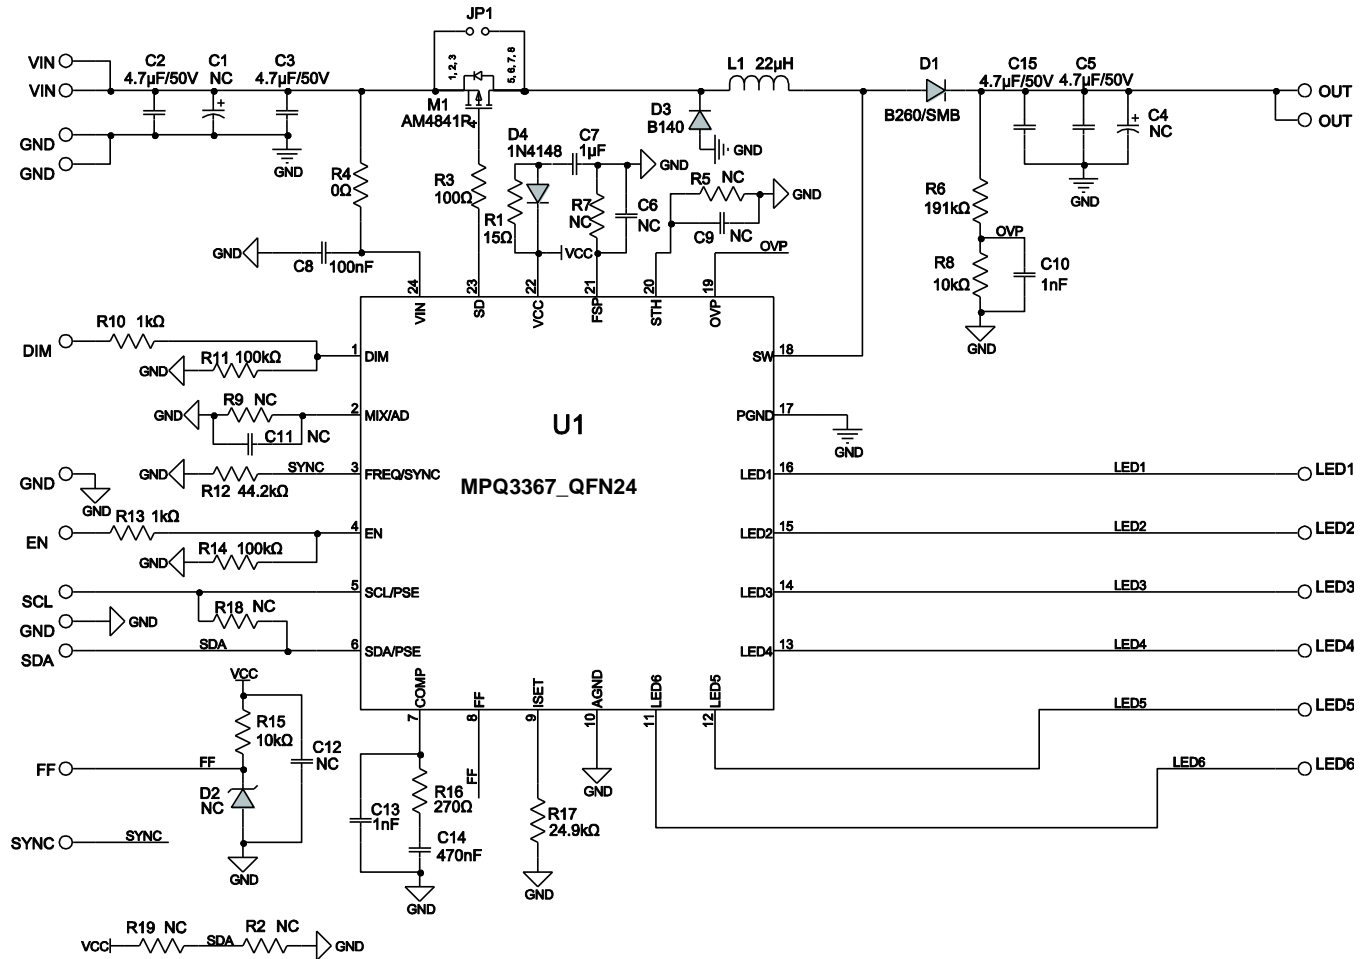 JP1
VIN
VIN
GND
GND
C2
4.7µF/50V
C1
NC
+
C3
4.7µF/50V
GND
1, 2, 3
5, 6, 7, 8
M1
AM4841R
4
L1 22µH
D1
B260/SMB
C15
4.7µF/50V
C5
4.7µF/50V
+
C4
NC
OUT
OUT
GND
D3
B140
GND
R4
0Ω
R3
100Ω
D4
1N4148
C7
1µF
GND
R1
15Ω
R7
NC
C6
NC
VCC
R5 NC
GND
C9 NC
OVP
R6
191kΩ
OVP
R8
10kΩ
C10
1nF
GND
GND
C8 100nF
24
23
22
21
20
19
VIN
SD
VCC
FSP
STH
OVP
DIM
R10 1kΩ
GND
R11 100kΩ
1 DIM
GND
R9 NC
C11 NC
2 MIX/AD
GND
SYNC
R12 44.2kΩ
3 FREQ/SYNC
GND
GND
EN
R13 1kΩ
GND
R14 100kΩ
4 EN
SCL
5 SCL/PSE
GND
GND
R18 NC
SDA
SDA
6 SDA/PSE
U1
MPQ3367_QFN24
SW 18
PGND 17
GND
LED1 16
LED1
LED1
LED2 15
LED2
LED2
LED3 14
LED3
LED3
LED4 13
LED4
LED4
COMP
FF
ISET
AGND
LED6
LED5
7
8
9
10
11
12
LED5
LED5
LED6
LED6
VCC
R15
10kΩ
C12
NC
FF
FF
D2
NC
GND
SYNC
SYNC
C13
1nF
R16
270Ω
C14
470nF
GND
FF
R17
24.9kΩ
GND
GND
VCC
R19 NC
SDA
R2 NC
GND